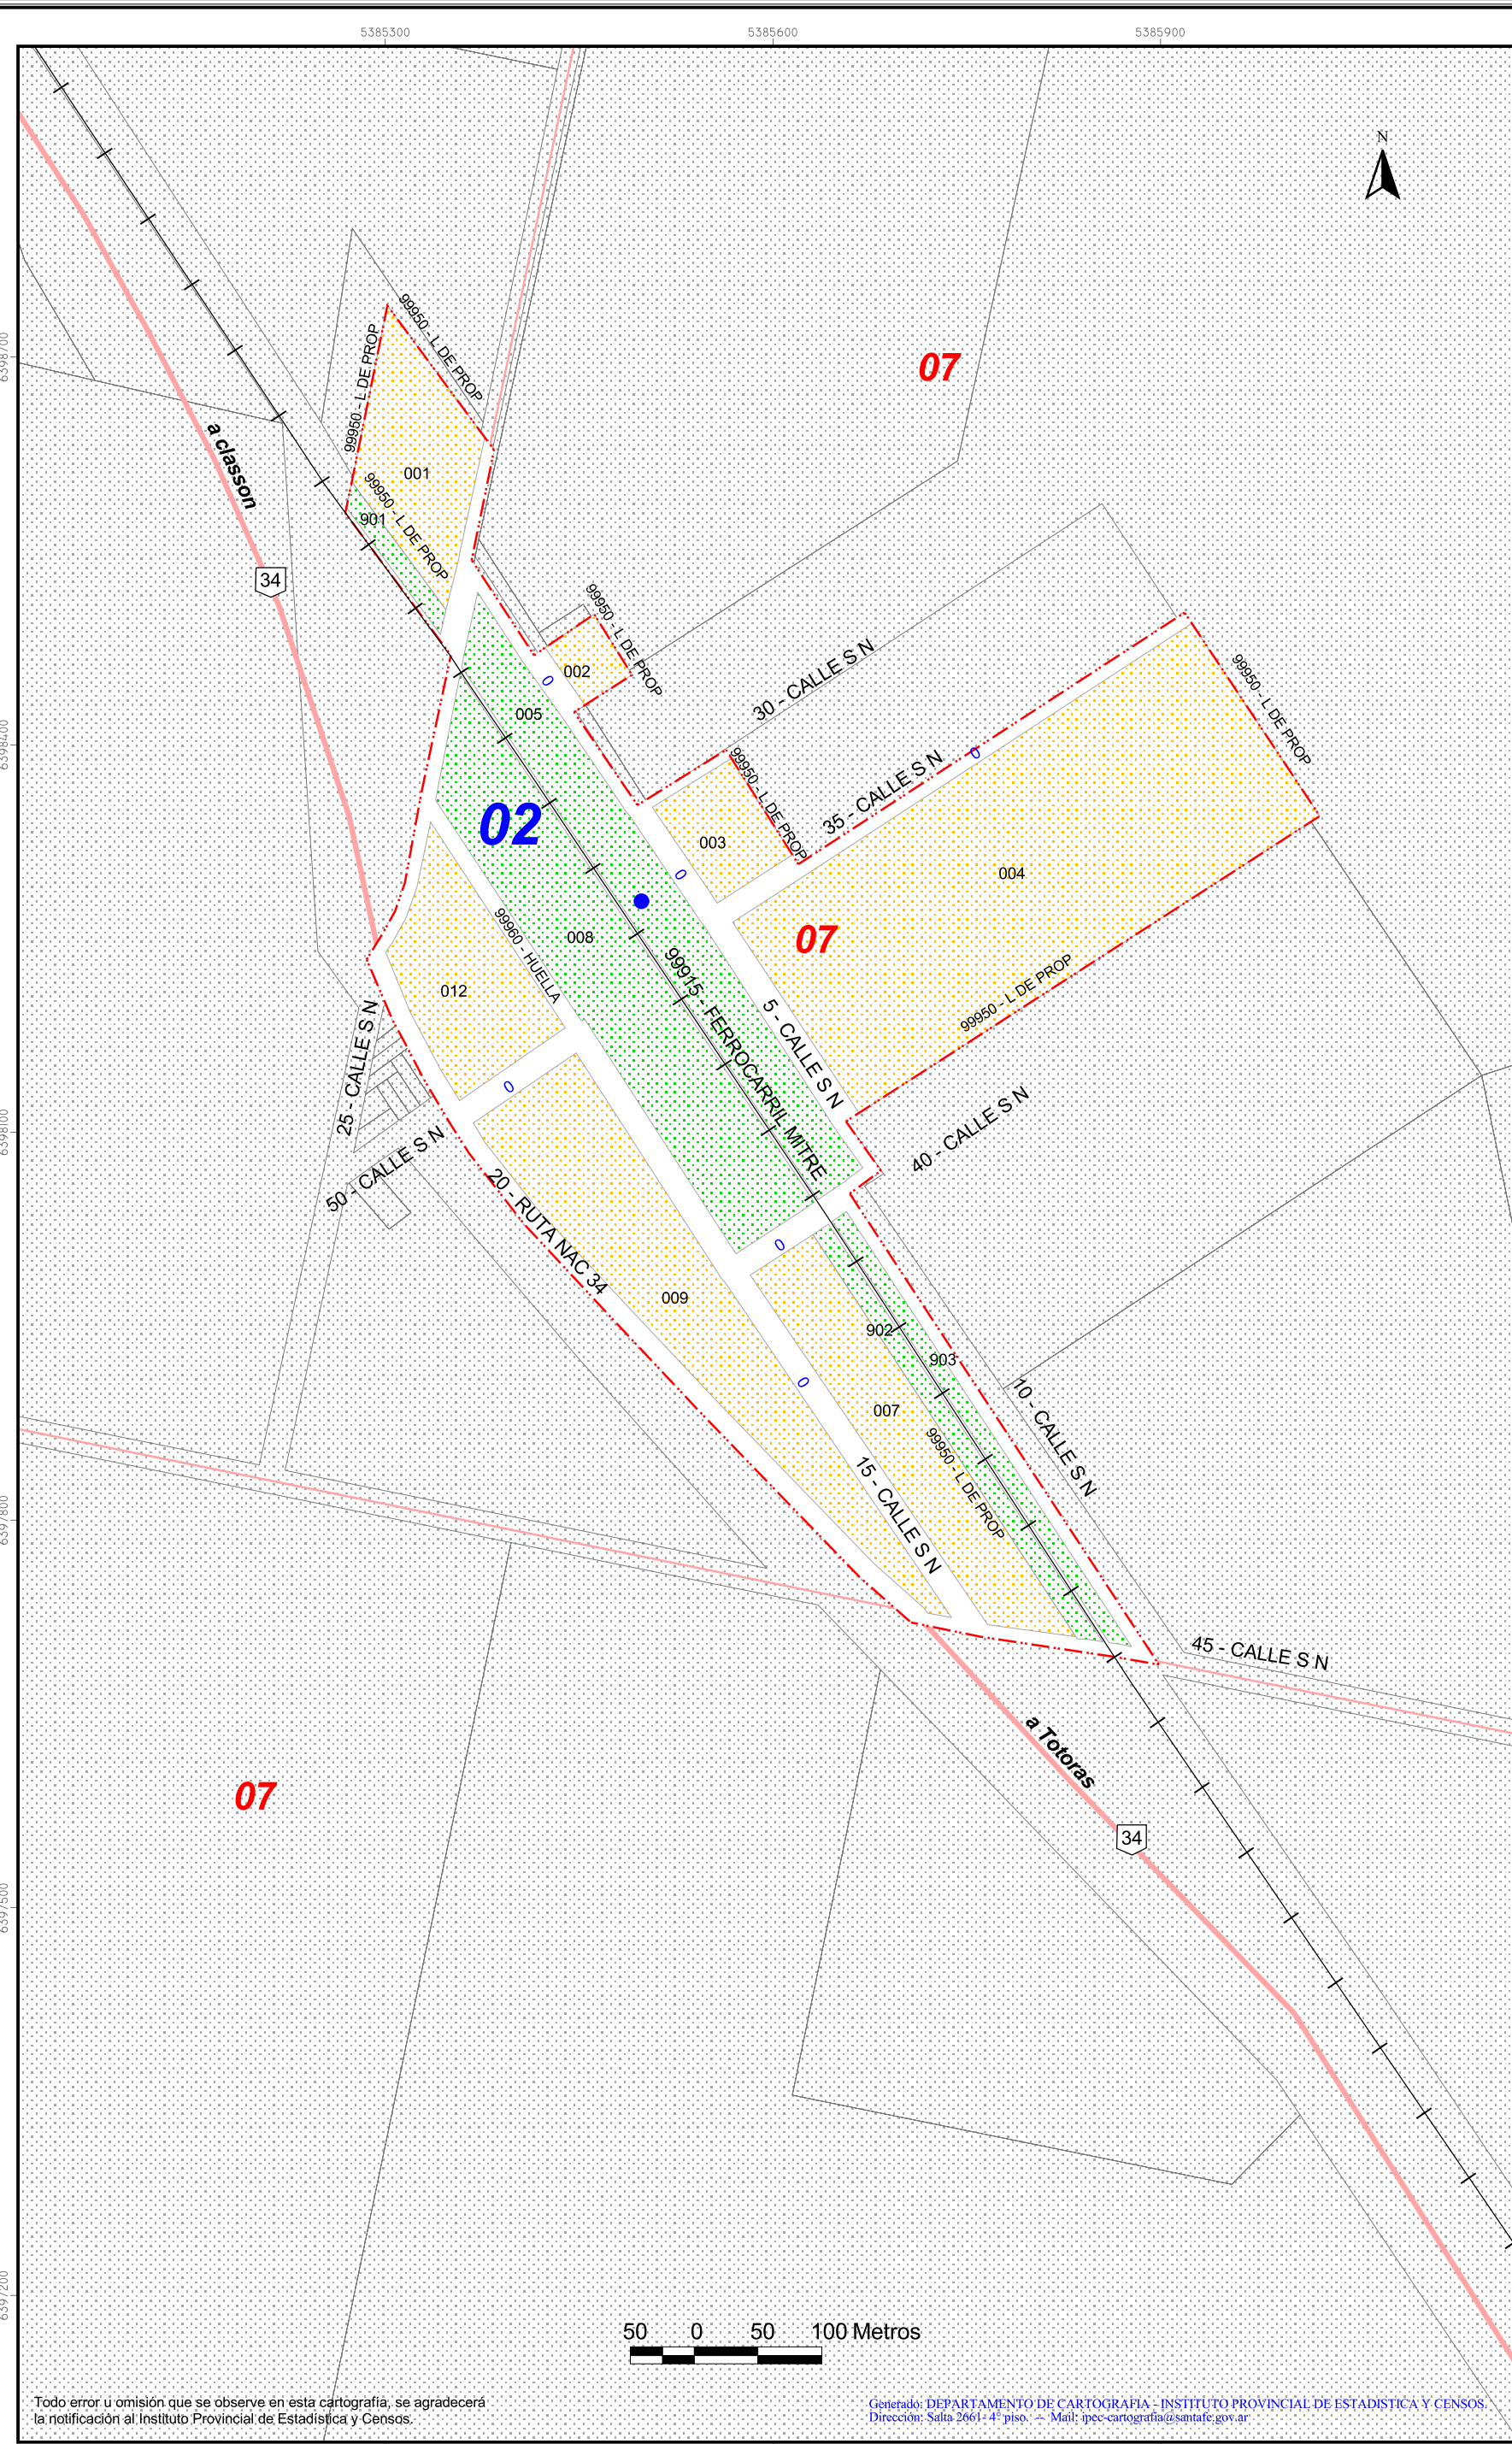 5385300
5385600
5385900
N
6398700
99950 - L DE PROP
99950 - L DE PROP
07
a classon
001
99950 - L DE PROP
901
34
99950 - L DE PROP
002
0
005
30 - CALLE S N
99950 - L DE PROP
6398400
35 - CALLE S N
0
99950 - L DE PROP
02
003
0
004
07
008
99960 - HUELLA
99915 - FERROCARRIL MITRE
012
99950 - L DE PROP
5 - CALLE S N
25 - CALLE S N
0
6398100
40 - CALLE S N
50 - CALLE S N
20 - RUTA NAC 34
0
009
902
903
0
007
10 - CALLE S N
99950 - L DE PROP
15 - CALLE S N
6397800
45 - CALLE S N
a Totoras
07
34
6397500
6397200
50 0 50 100 Metros
Todo error u omisión que se observe en esta cartografía, se agradecerá
la notificación al Instituto Provincial de Estadística y Censos.
Generado: DEPARTAMENTO DE CARTOGRAFIA - INSTITUTO PROVINCIAL DE ESTADISTICA Y CENSOS.
Dirección: Salta 2661- 4° piso. -- Mail: ipec-cartografia@santafe.gov.ar